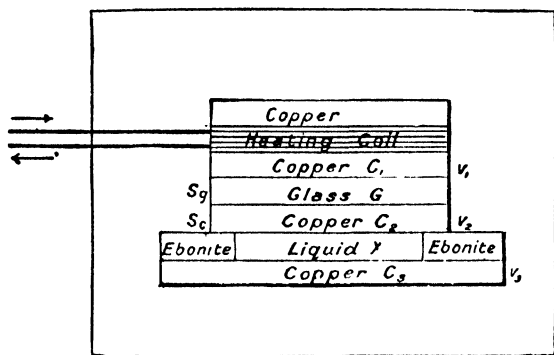 Copper
Heating Coil
Copper C₁ V₁
Sg Glass G
Sc Copper C₂ V₂
Ebonite Liquid X Ebonite
Copper C₃ V₃